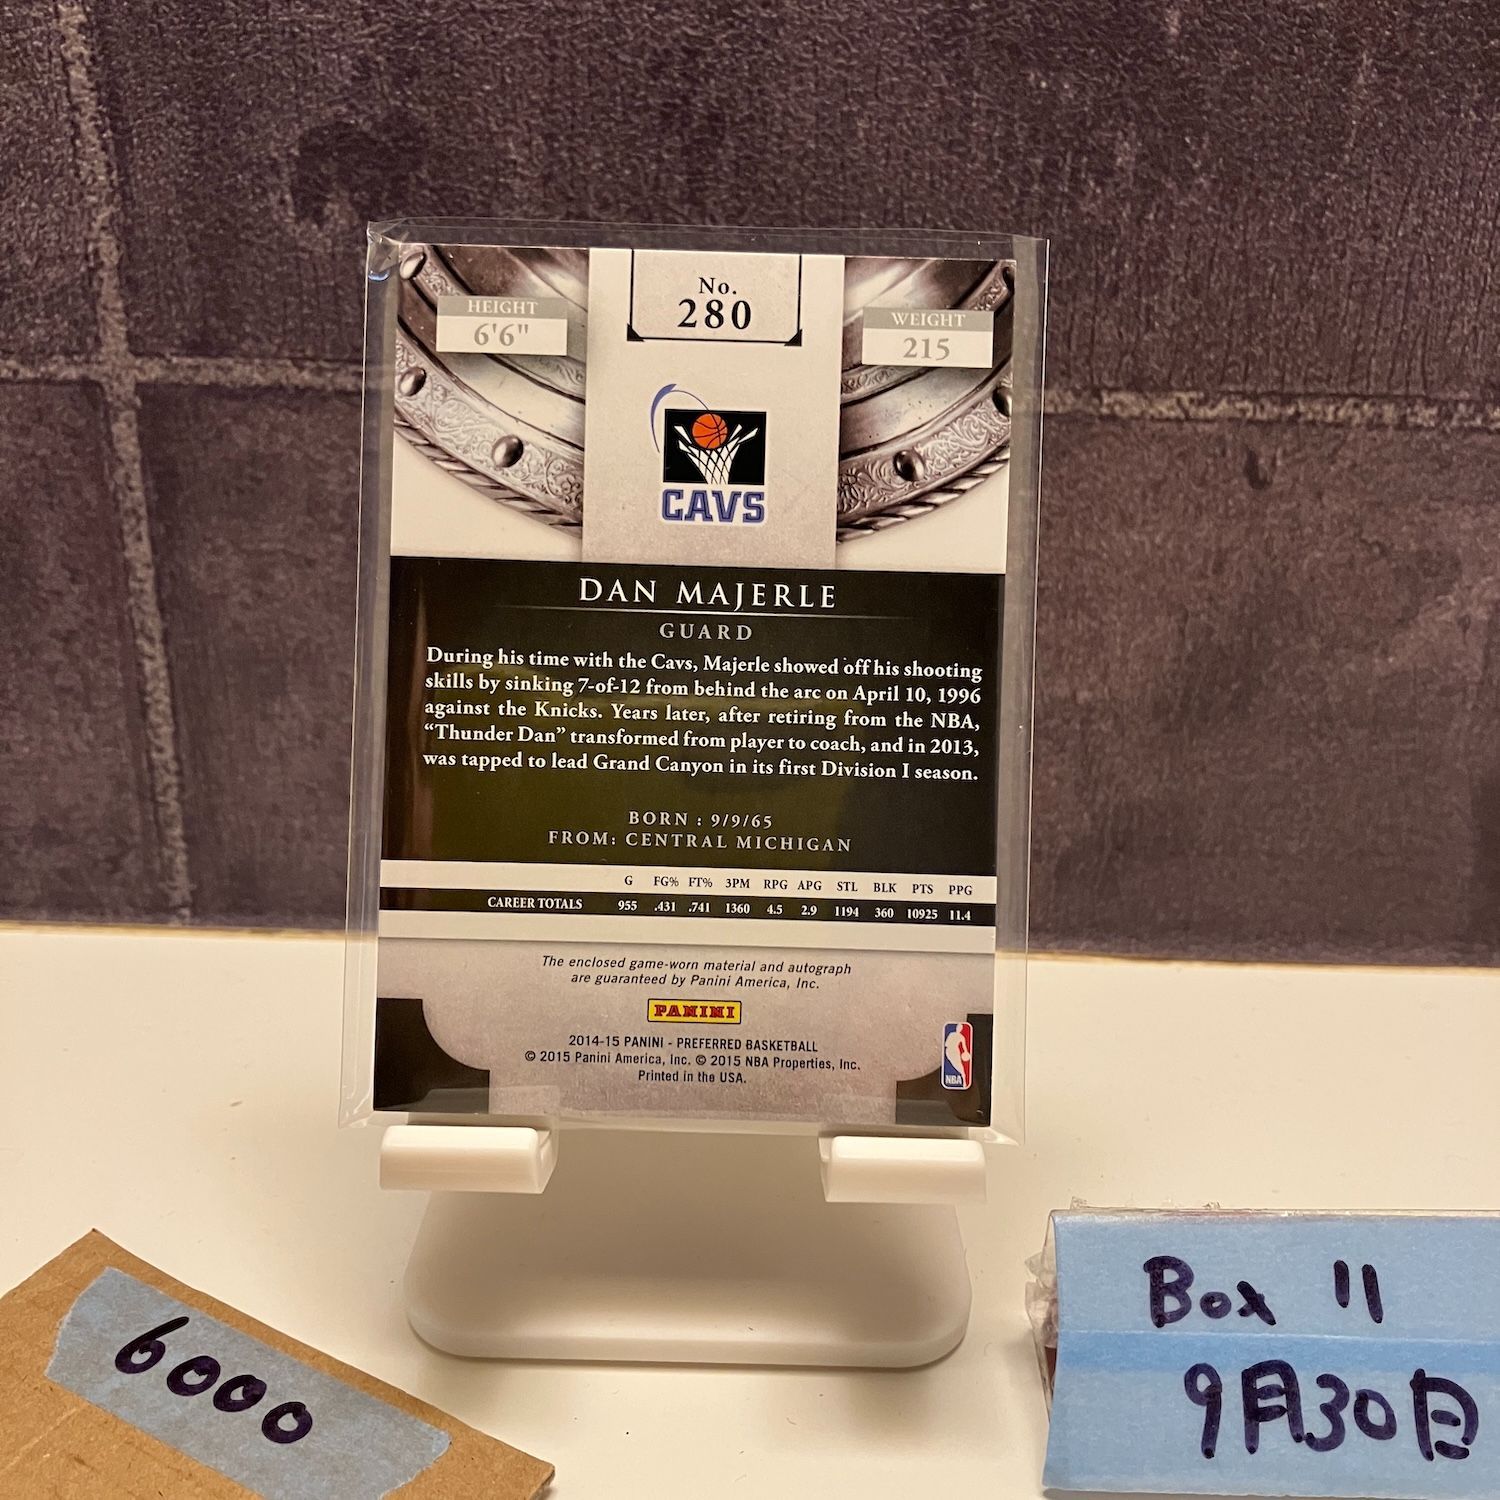 No.
280
HEIGHT
6'6"
WEIGHT
215
CAVS
DAN MAJERLE
GUARD
During his time with the Cavs, Majerle showed off his shooting
skills by sinking 7-of-12 from behind the arc on April 10, 1996
against the Knicks. Years later, after retiring from the NBA,
“Thunder Dan” transformed from player to coach, and in 2013,
was tapped to lead Grand Canyon in its first Division I season.
BORN : 9/9/65
FROM: CENTRAL MICHIGAN
G FG% FT% 3PM RPG APG STL BLK PTS PPG
CAREER TOTALS 955 .431 .741 1360 4.5 2.9 1194 360 10925 11.4
The enclosed game-worn material and autograph
are guaranteed by Panini America, Inc.
PANINI
2014-15 PANINI - PREFERRED BASKETBALL
© 2015 Panini America, Inc. © 2015 NBA Properties, Inc.
Printed in the USA.
NBA
6000
Box 11
9月30日